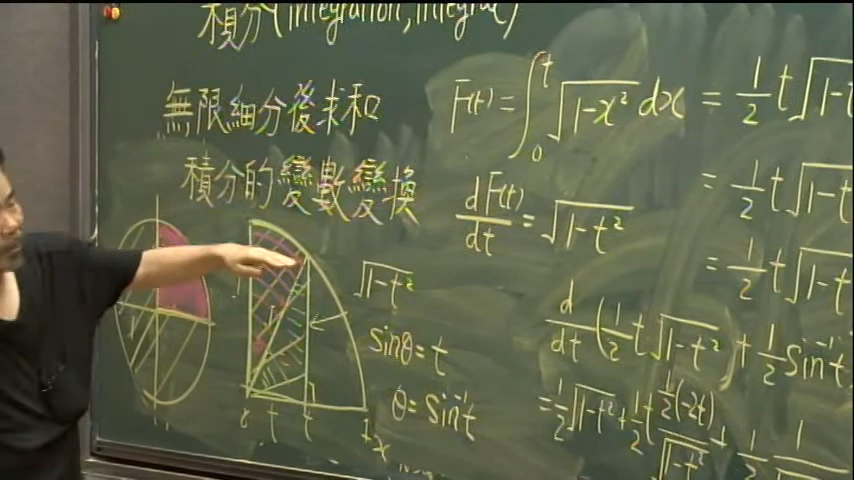 積分(integration, integral)
無限細分後求和
積分的變數變換
F(t) = ∫₀ᵗ √(1-x²) dx = 1/2 t √1-t
dF(t)/dt = √(1-t²)
= 1/2 t √1-t
= 1/2 t √1-t
√(1-t²)
sinθ = t
θ = sin⁻¹t
d/dt (1/2 t √(1-t²) + 1/2 sin⁻¹t
= 1/2 √(1-t²) + 1/2 t 1/2(-2t)/√(1-t²) + 1/2 1/√
1
t
t
x